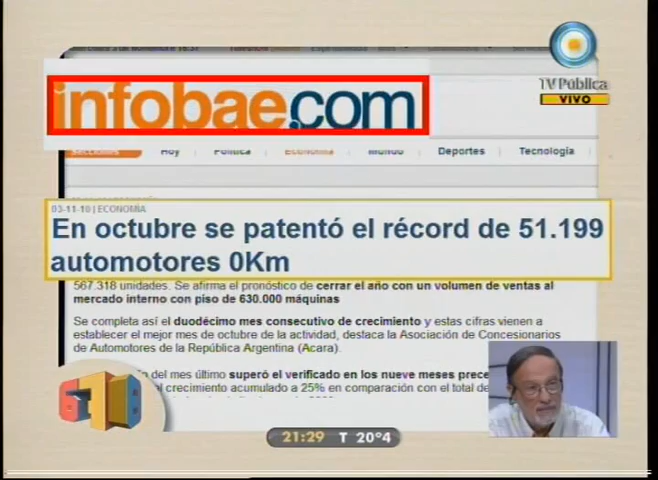 infobae.com
TV Pública
VIVO
Hoy Política Economía Mundo Deportes Tecnología
03-11-10 | ECONOMÍA
En octubre se patentó el récord de 51.199
automotores 0Km
567.318 unidades. Se afirma el pronóstico de cerrar el año con un volumen de ventas al
mercado interno con piso de 630.000 máquinas
Se completa así el duodécimo mes consecutivo de crecimiento y estas cifras vienen a
establecer el mejor mes de octubre de la actividad, destaca la Asociación de Concesionarios
de Automotores de la República Argentina (Acara).
del mes último superó el verificado en los nueve meses
el crecimiento acumulado a 25% en comparación con el total de
21:29 T 20°4